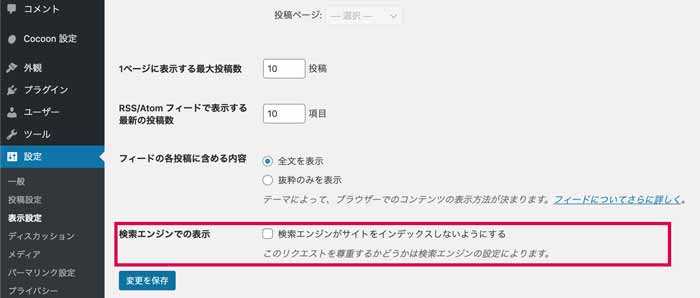 コメント
Cocoon 設定
外観
プラグイン
ユーザー
ツール
設定
一般
投稿設定
表示設定
ディスカッション
メディア
パーマリンク設定
プライバシー
投稿ページ: — 選択 —
1ページに表示する最大投稿数 10 投稿
RSS/Atom フィードで表示する
最新の投稿数 10 項目
フィードの各投稿に含める内容 全文を表示
抜粋のみを表示
テーマによって、ブラウザーでのコンテンツの表示方法が決まります。フィードについてさらに詳しく。
検索エンジンでの表示 検索エンジンがサイトをインデックスしないようにする
このリクエストを尊重するかどうかは検索エンジンの設定によります。
変更を保存